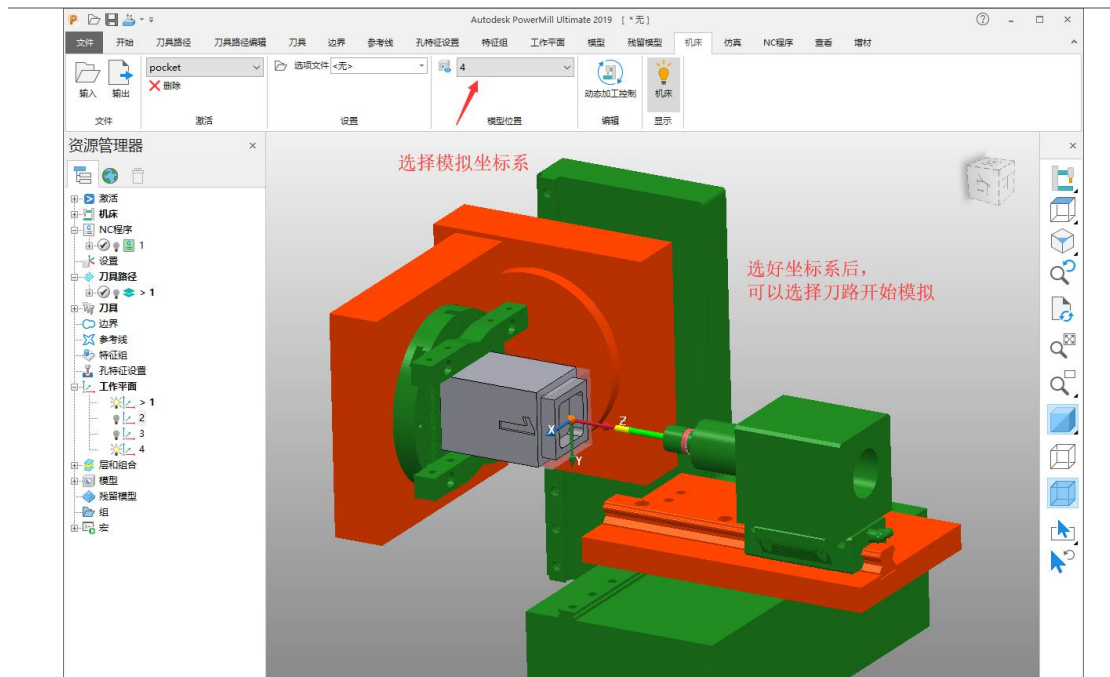 Autodesk PowerMill Ultimate 2019 [ *无 ]
文件 开始 刀具路径 刀具路径编辑 刀具 边界 参考线 孔特征设置 特征组 工作平面 模型 残留模型 机床 仿真 NC程序 查看 增材
pocket
选项文件 <无>
4
输入 输出
删除
动态加工控制 机床
文件 激活 设置 模型位置 编辑 显示
资源管理器 ×
选择模拟坐标系
激活
机床
NC程序
1
设置
刀具路径
> 1
刀具
边界
参考线
特征组
孔特征设置
工作平面
> 1
2
3
4
层和组合
模型
残留模型
组
宏
选好坐标系后，
可以选择刀路开始模拟
X
Z
Y